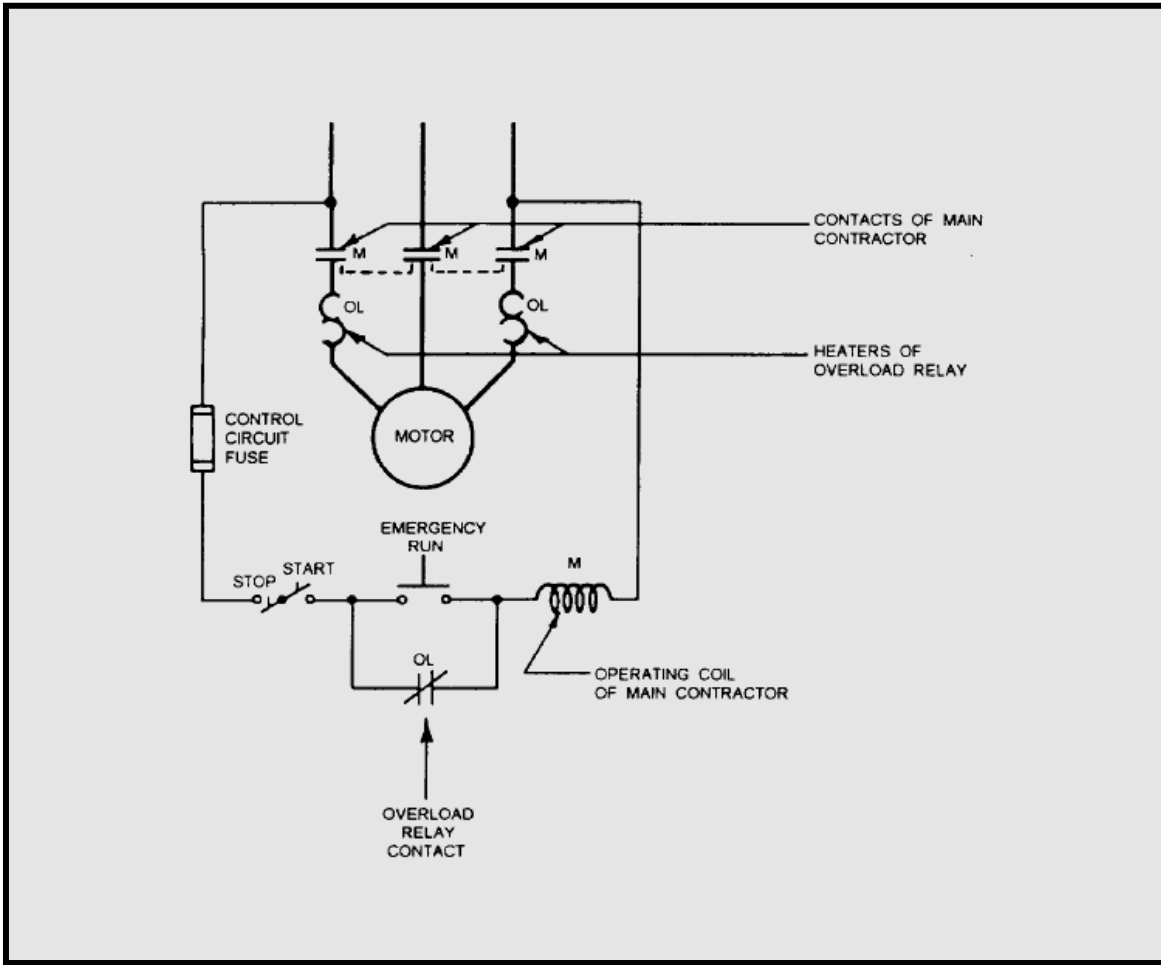 CONTACTS OF MAIN
CONTRACTOR
M
M
M
OL
OL
HEATERS OF
OVERLOAD RELAY
CONTROL
CIRCUIT
FUSE
MOTOR
EMERGENCY
RUN
STOP
START
M
OL
OPERATING COIL
OF MAIN CONTRACTOR
OVERLOAD
RELAY
CONTACT